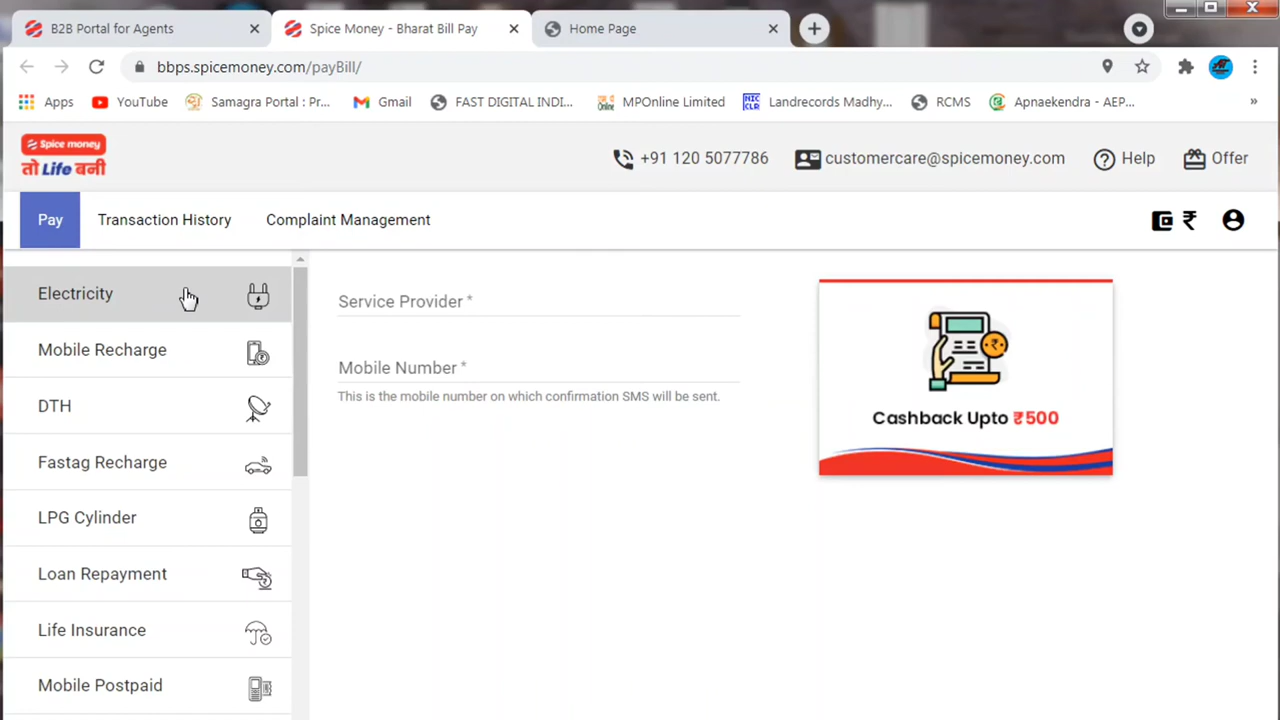 B2B Portal for Agents
Spice Money - Bharat Bill Pay
Home Page
bbps.spicemoney.com/payBill/
Apps
YouTube
Samagra Portal : Pr...
Gmail
FAST DIGITAL INDI...
MPOnline Limited
NIC CLR
Landrecords Madhy...
RCMS
Apnaekendra - AEP...
»
Spice money
तो Life बनी
+91 120 5077786
customercare@spicemoney.com
Help
Offer
Pay
Transaction History
Complaint Management
₹
Electricity
Mobile Recharge
DTH
Fastag Recharge
LPG Cylinder
Loan Repayment
Life Insurance
Mobile Postpaid
Service Provider *
Mobile Number *
This is the mobile number on which confirmation SMS will be sent.
Cashback Upto ₹500